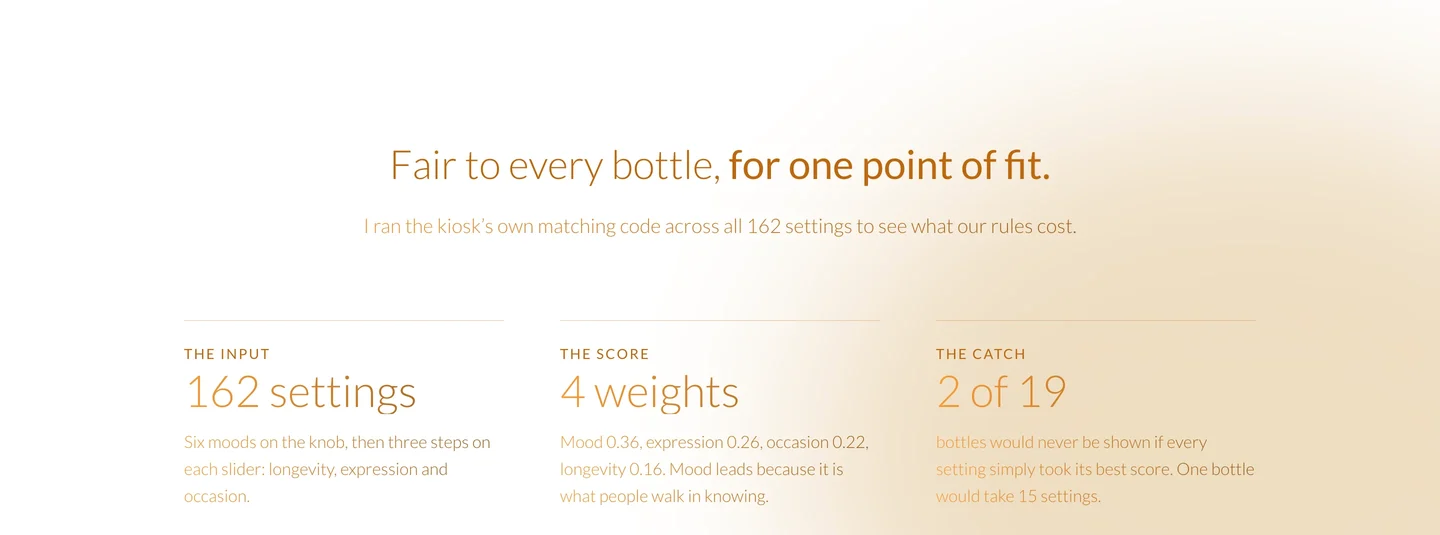 Fair to every bottle, for one point of fit.
I ran the kiosk’s own matching code across all 162 settings to see what our rules cost.
THE INPUT
162 settings
Six moods on the knob, then three steps on
each slider: longevity, expression and
occasion.
THE SCORE
4 weights
Mood 0.36, expression 0.26, occasion 0.22,
longevity 0.16. Mood leads because it is
what people walk in knowing.
THE CATCH
2 of 19
bottles would never be shown if every
setting simply took its best score. One bottle
would take 15 settings.